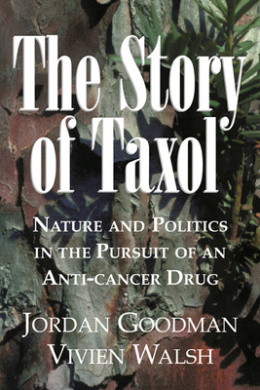 The Story
of Taxol
NATURE AND POLITICS
IN THE PURSUIT OF AN
ANTI-CANCER DRUG
JORDAN GOODMAN
VIVIEN WALSH